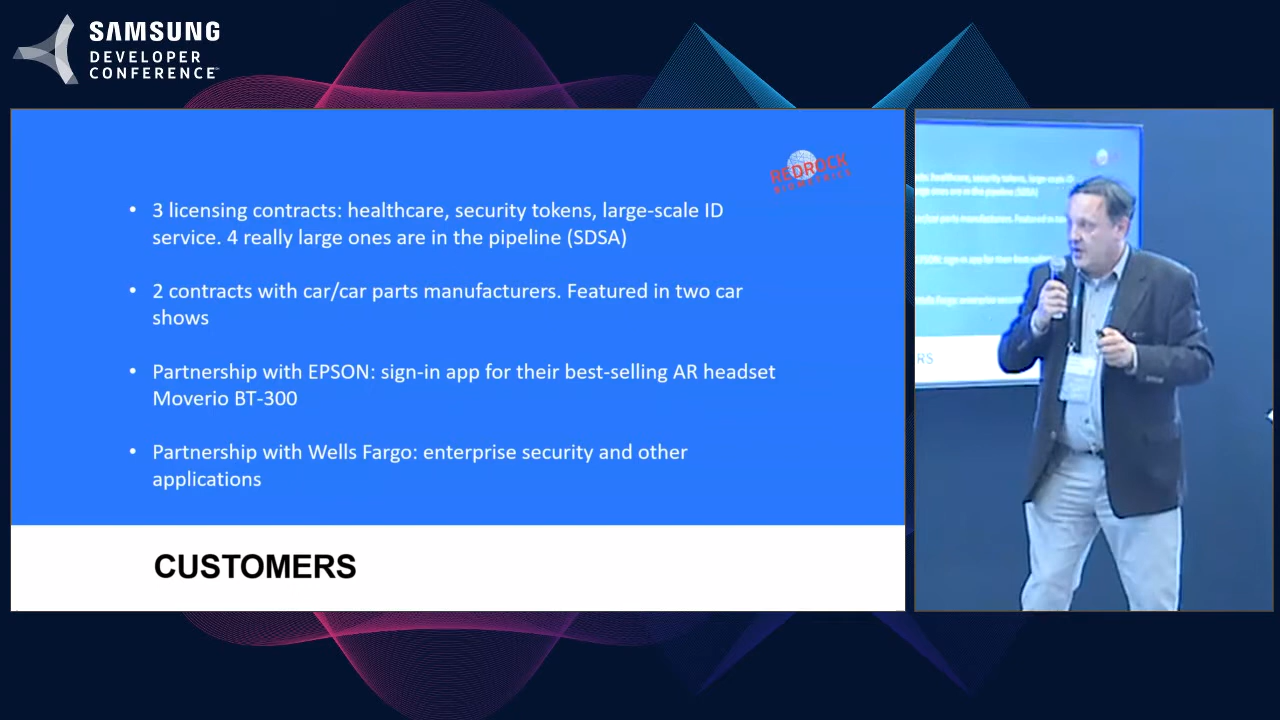 SAMSUNG
DEVELOPER
CONFERENCE
REDROCK
BIOMETRICS
• 3 licensing contracts: healthcare, security tokens, large-scale ID
service. 4 really large ones are in the pipeline (SDSA)
• 2 contracts with car/car parts manufacturers. Featured in two car
shows
• Partnership with EPSON: sign-in app for their best-selling AR headset
Moverio BT-300
• Partnership with Wells Fargo: enterprise security and other
applications
CUSTOMERS